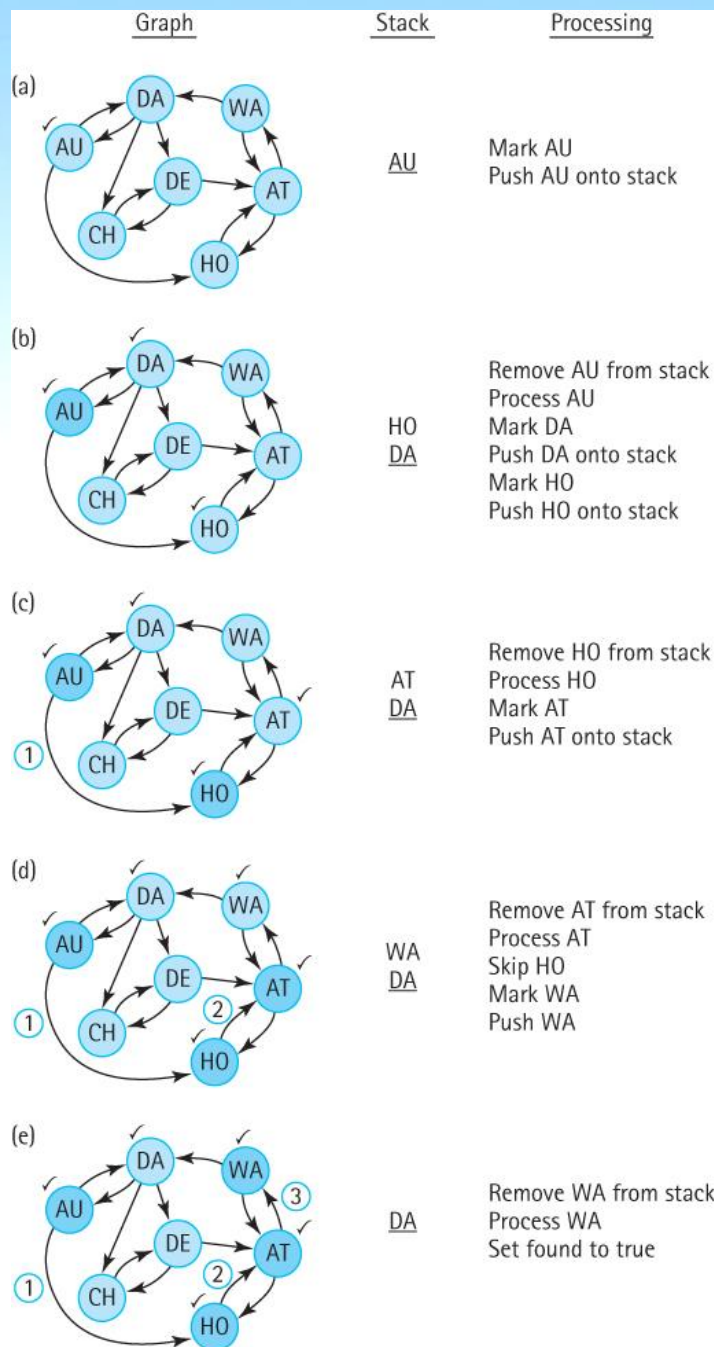 Graph Stack Processing
(a)
DA
WA
AU
DE
AT
CH
HO
AU
Mark AU
Push AU onto stack
(b)
DA
WA
AU
DE
AT
CH
HO
HO
DA
Remove AU from stack
Process AU
Mark DA
Push DA onto stack
Mark HO
Push HO onto stack
(c)
DA
WA
AU
DE
AT
CH
HO
1
AT
DA
Remove HO from stack
Process HO
Mark AT
Push AT onto stack
(d)
DA
WA
AU
DE
AT
CH
HO
1
2
WA
DA
Remove AT from stack
Process AT
Skip HO
Mark WA
Push WA
(e)
DA
WA
AU
3
DE
AT
2
1
CH
HO
DA
Remove WA from stack
Process WA
Set found to true